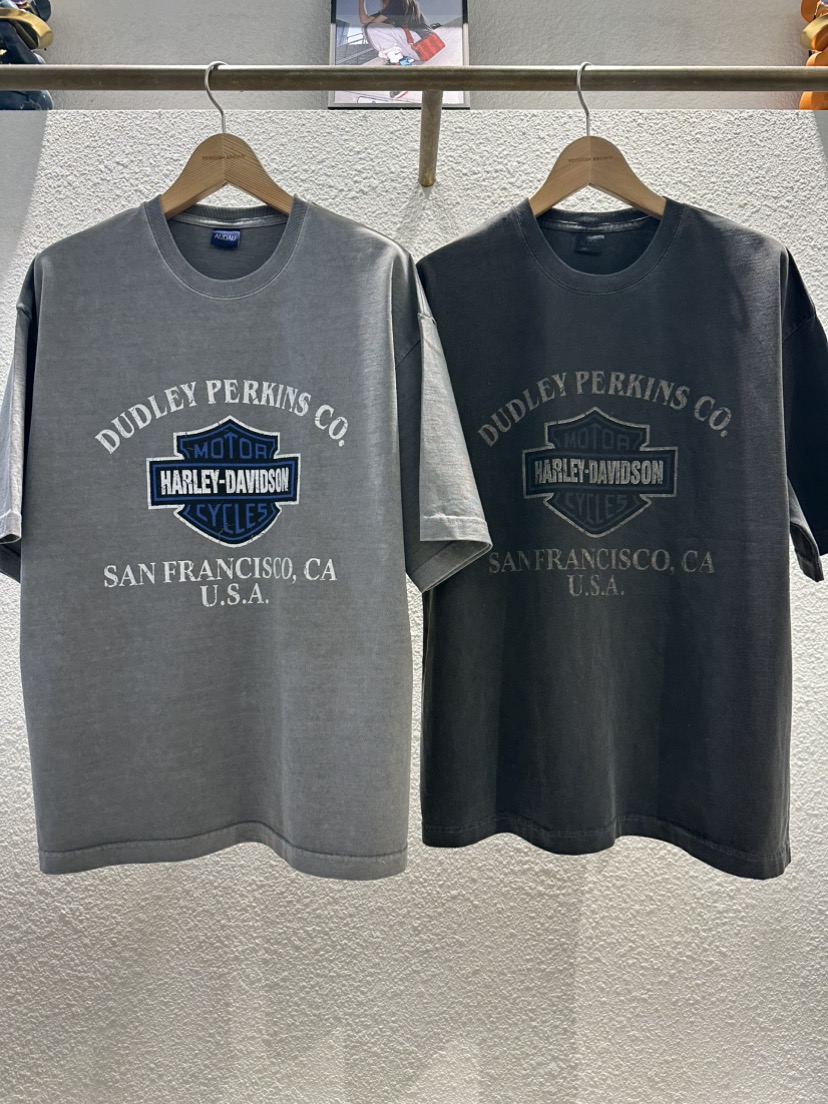 DUDLEY PERKINS CO.
MOTOR
HARLEY-DAVIDSON
CYCLES
SAN FRANCISCO, CA
U.S.A.
DUDLEY PERKINS CO.
MOTOR
HARLEY-DAVIDSON
CYCLES
SAN FRANCISCO, CA
U.S.A.